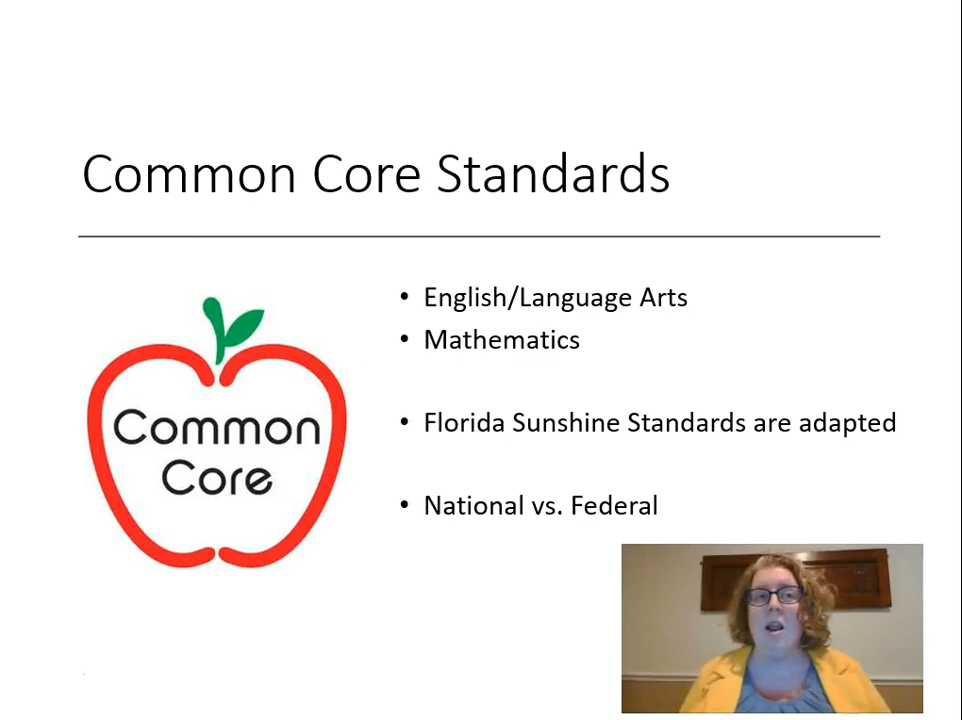 Common Core Standards
Common
Core
• English/Language Arts
• Mathematics
• Florida Sunshine Standards are adapted
• National vs. Federal